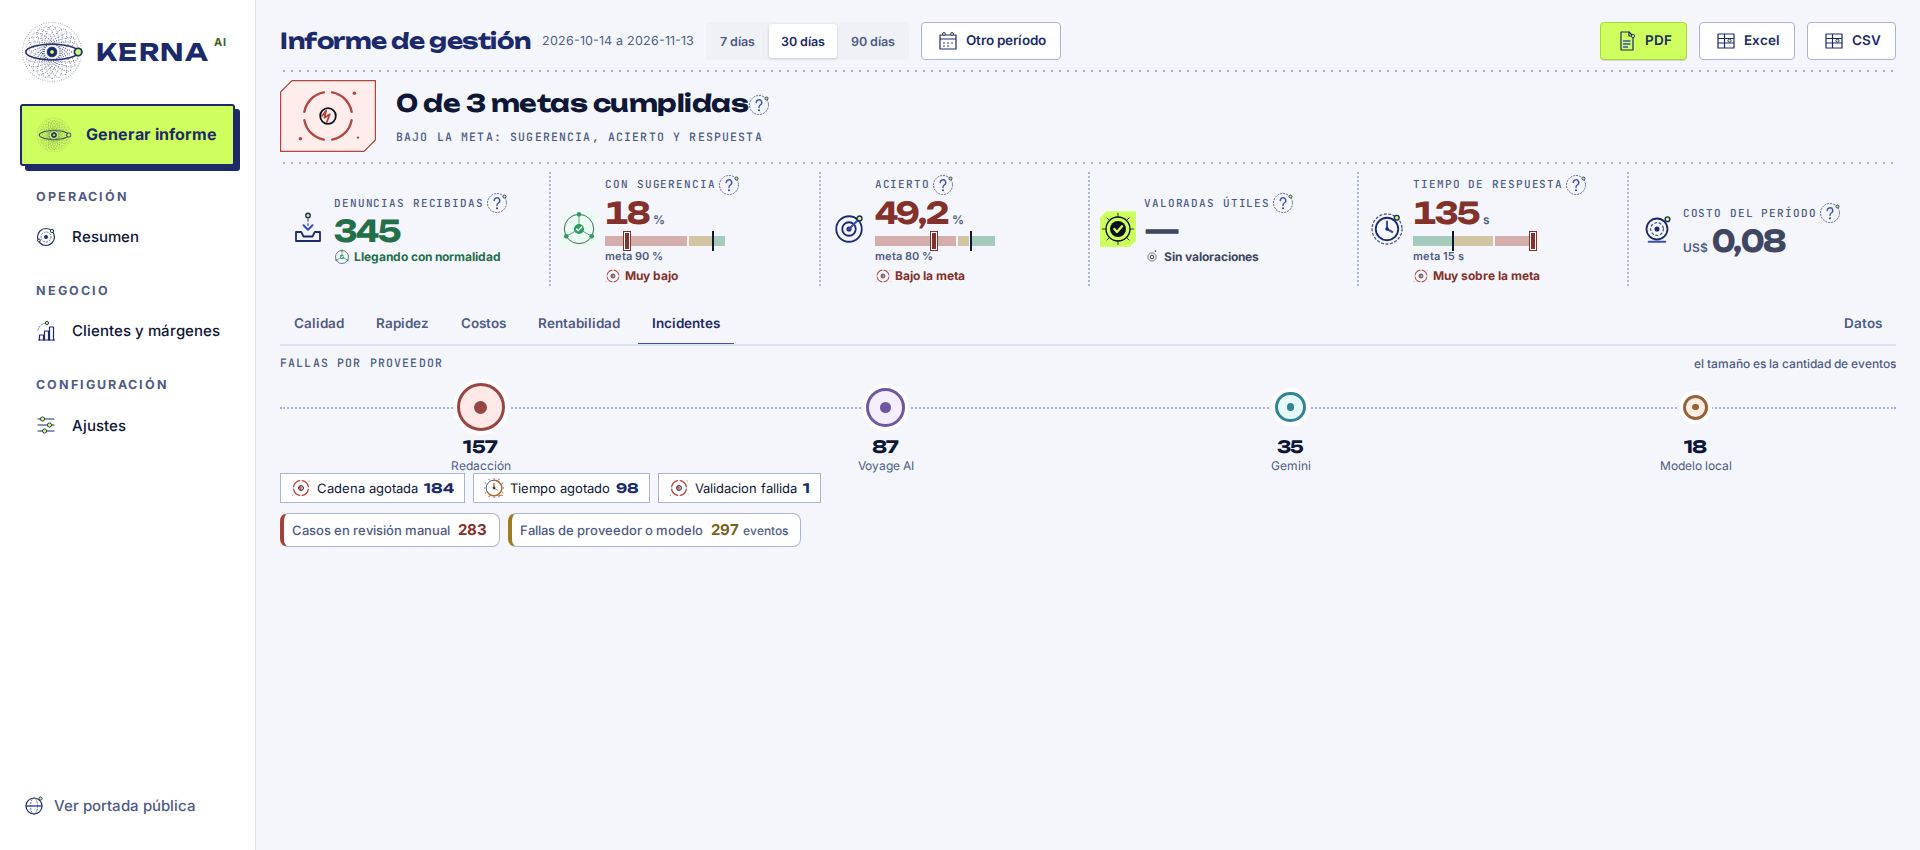 KERNA AI
Generar informe
OPERACIÓN
Resumen
NEGOCIO
Clientes y márgenes
CONFIGURACIÓN
Ajustes
Ver portada pública
Informe de gestión 2026-10-14 a 2026-11-13 7 días 30 días 90 días Otro período PDF Excel CSV
0 de 3 metas cumplidas ?
BAJO LA META: SUGERENCIA, ACIERTO Y RESPUESTA
DENUNCIAS RECIBIDAS ?
345
Llegando con normalidad
CON SUGERENCIA ?
18 %
meta 90 %
Muy bajo
ACIERTO ?
49,2 %
meta 80 %
Bajo la meta
VALORADAS ÚTILES ?
—
Sin valoraciones
TIEMPO DE RESPUESTA ?
135 s
meta 15 s
Muy sobre la meta
COSTO DEL PERÍODO ?
US$ 0,08
Calidad Rapidez Costos Rentabilidad Incidentes Datos
FALLAS POR PROVEEDOR el tamaño es la cantidad de eventos
157 87 35 18
Redacción Voyage AI Gemini Modelo local
Cadena agotada 184 Tiempo agotado 98 Validacion fallida 1
Casos en revisión manual 283 Fallas de proveedor o modelo 297 eventos